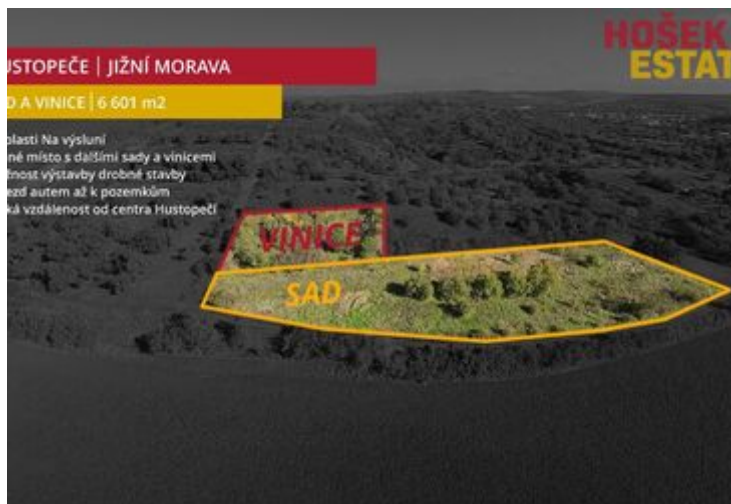 HOŠEK
ESTAT
USTOPEČE | JIŽNÍ MORAVA
D A VINICE | 6 601 m2
blasti Na výsluní
né místo s dalšími sady a vinicemi
žnost výstavby drobné stavby
ezd autem až k pozemkům
ká vzdálenost od centra Hustopečí
VINICE
SAD